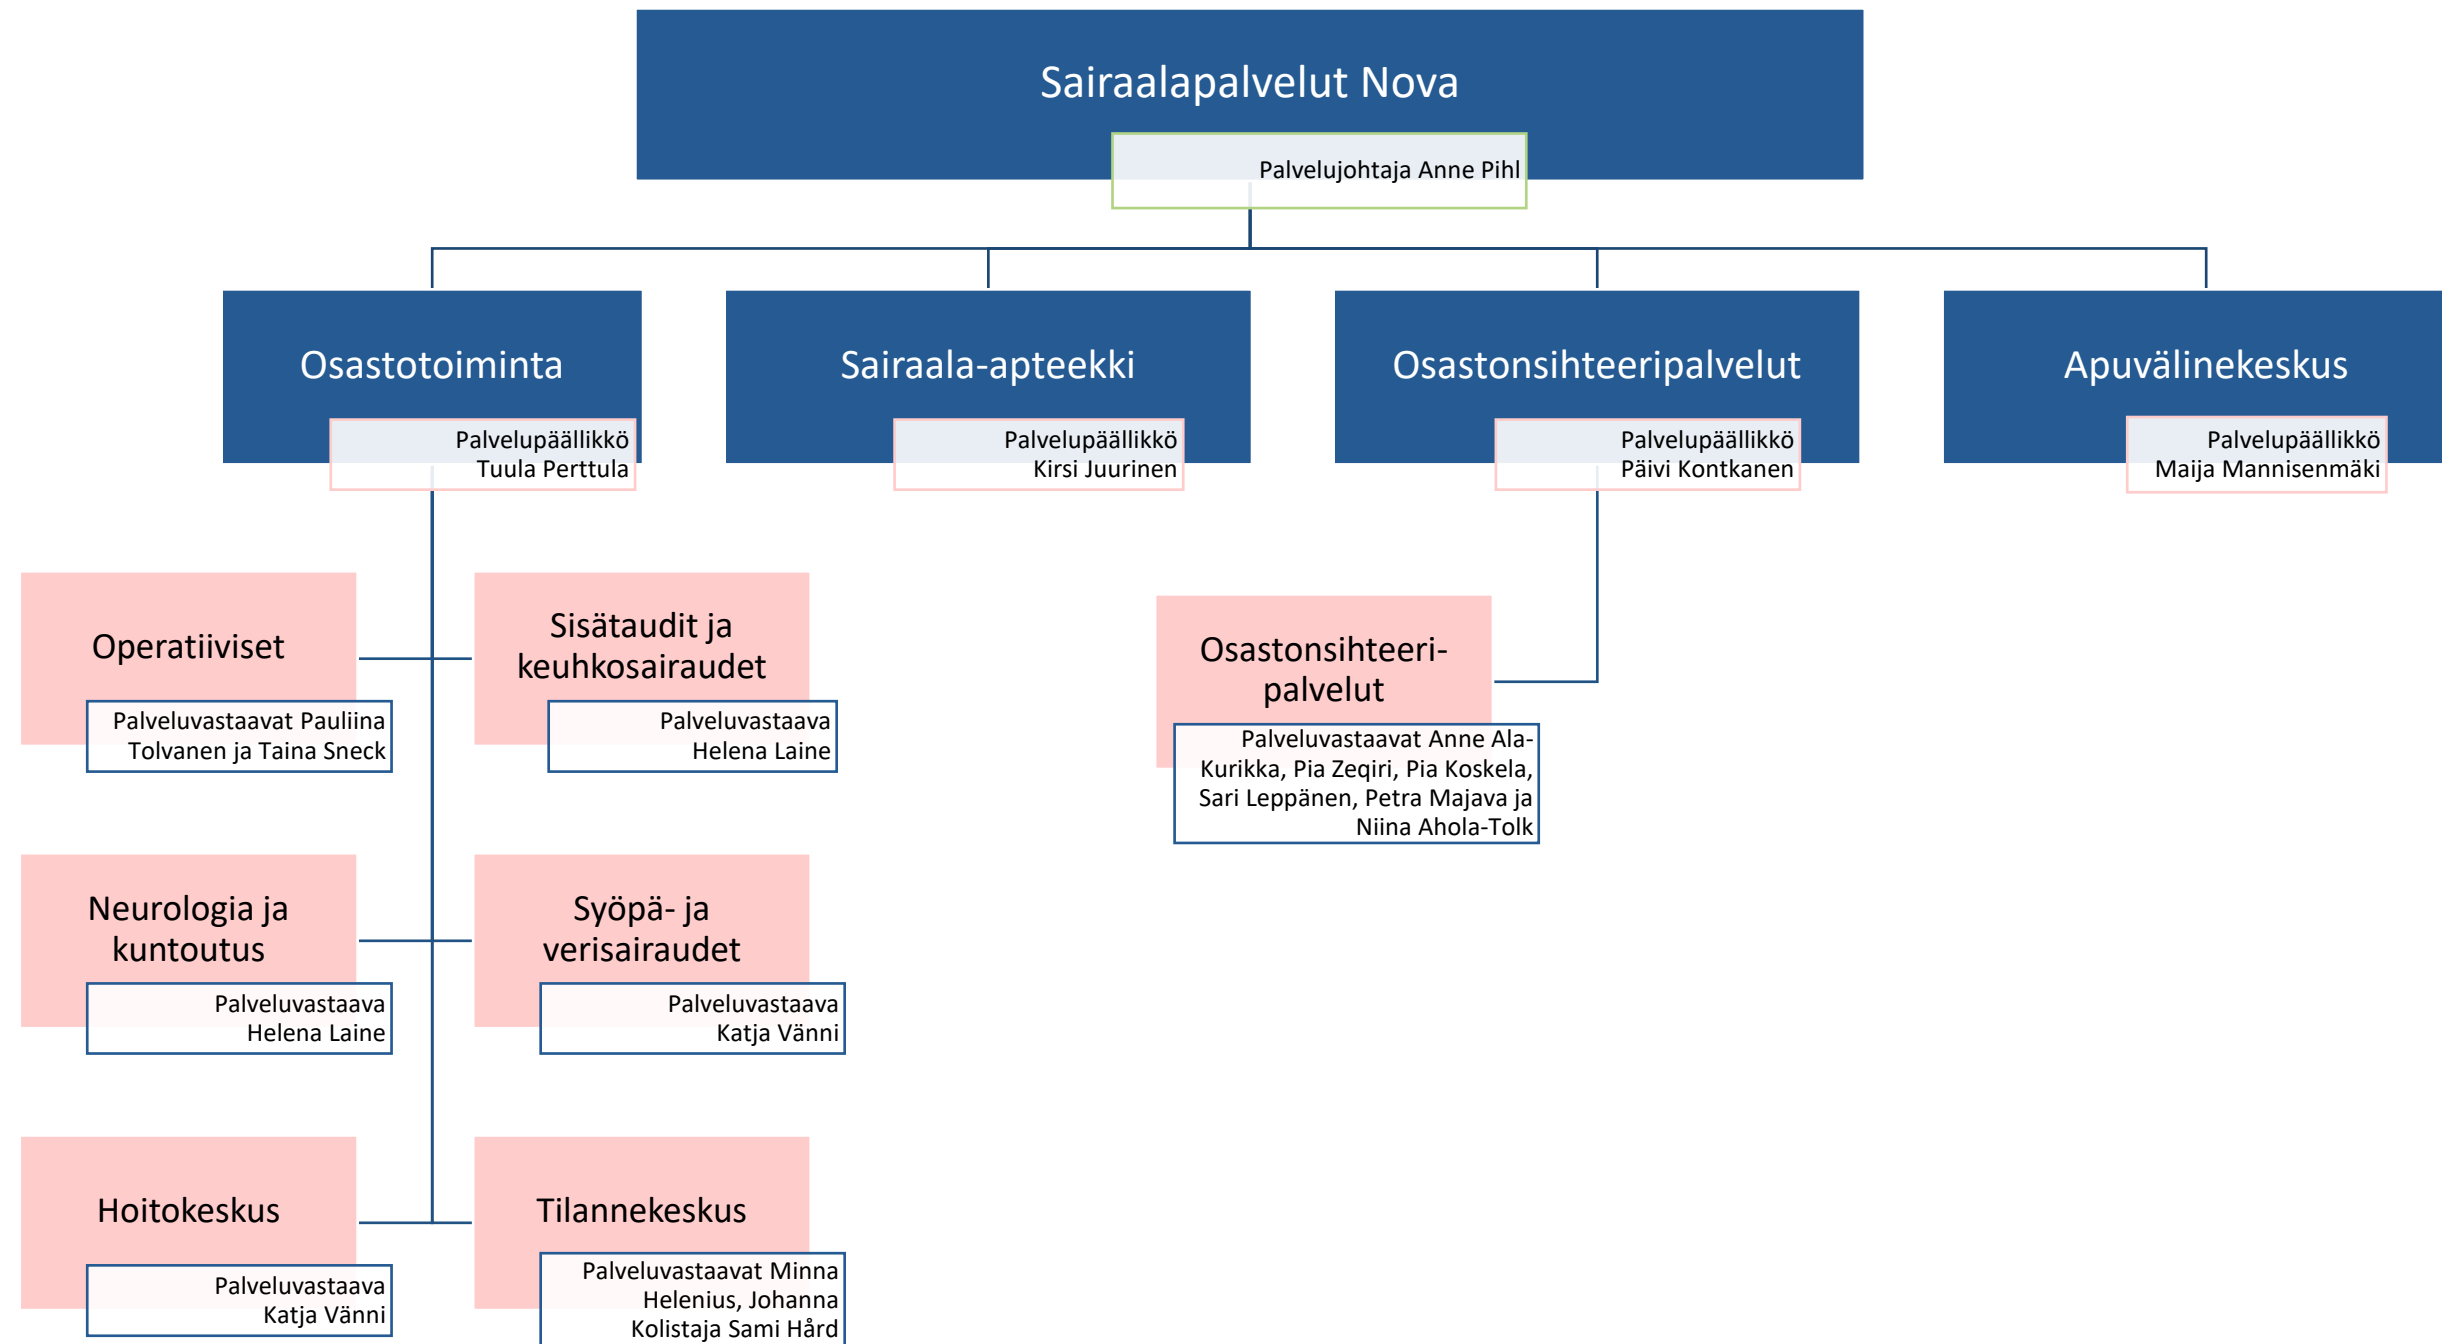 Sairaalapalvelut Nova
Palvelujohtaja Anne Pihl
Osastotoiminta
Palvelupäällikkö
Tuula Perttula
Sairaala-apteekki
Palvelupäällikkö
Kirsi Juurinen
Osastonsihteeripalvelut
Palvelupäällikkö
Päivi Kontkanen
Apuvälinekeskus
Palvelupäällikkö
Maija Mannisenmäki
Operatiiviset
Palveluvastaavat Pauliina
Tolvanen ja Taina Sneck
Sisätaudit ja
keuhkosairaudet
Palveluvastaava
Helena Laine
Osastonsihteeri-
palvelut
Palveluvastaavat Anne Ala-
Kurikka, Pia Zeqiri, Pia Koskela,
Sari Leppänen, Petra Majava ja
Niina Ahola-Tolk
Neurologia ja
kuntoutus
Palveluvastaava
Helena Laine
Syöpä- ja
verisairaudet
Palveluvastaava
Katja Vänni
Hoitokeskus
Palveluvastaava
Katja Vänni
Tilannekeskus
Palveluvastaavat Minna
Helenius, Johanna
Kolistaja Sami Hård